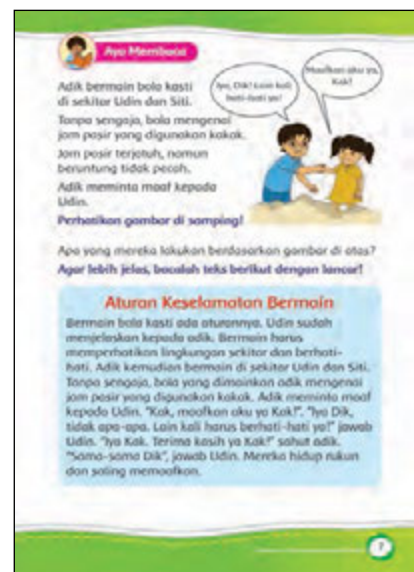 Ayo Membaca
Adik bermain bola kasti
di sekitar Udin dan Siti.
Tanpa sengaja, bola mengenai
jam pasir yang digunakan kakak.
Jam pasir terjatuh, namun
beruntung tidak pecah.
Adik meminta maaf kepada
Udin.
Perhatikan gambar di samping!
Iya, Dik! Lain kali
hati-hati ya!
Maafkan aku ya,
Kak!
Apa yang mereka lakukan berdasarkan gambar di atas?
Agar lebih jelas, bacalah teks berikut dengan lancar!
Aturan Keselamatan Bermain
Bermain bola kasti ada aturannya. Udin sudah
menjelaskan kepada adik. Bermain harus
memperhatikan lingkungan sekitar dan berhati-
hati. Adik kemudian bermain di sekitar Udin dan Siti.
Tanpa sengaja, bola yang dimainkan adik mengenai
jam pasir yang digunakan kakak. Adik meminta maaf
kepada Udin. "Kak, maafkan aku ya Kak!". "Iya Dik,
tidak apa-apa. Lain kali harus berhati-hati ya!" jawab
Udin. "Iya Kak. Terima kasih ya Kak!" sahut adik.
"Sama-sama Dik", jawab Udin. Mereka hidup rukun
dan saling memaafkan.
7